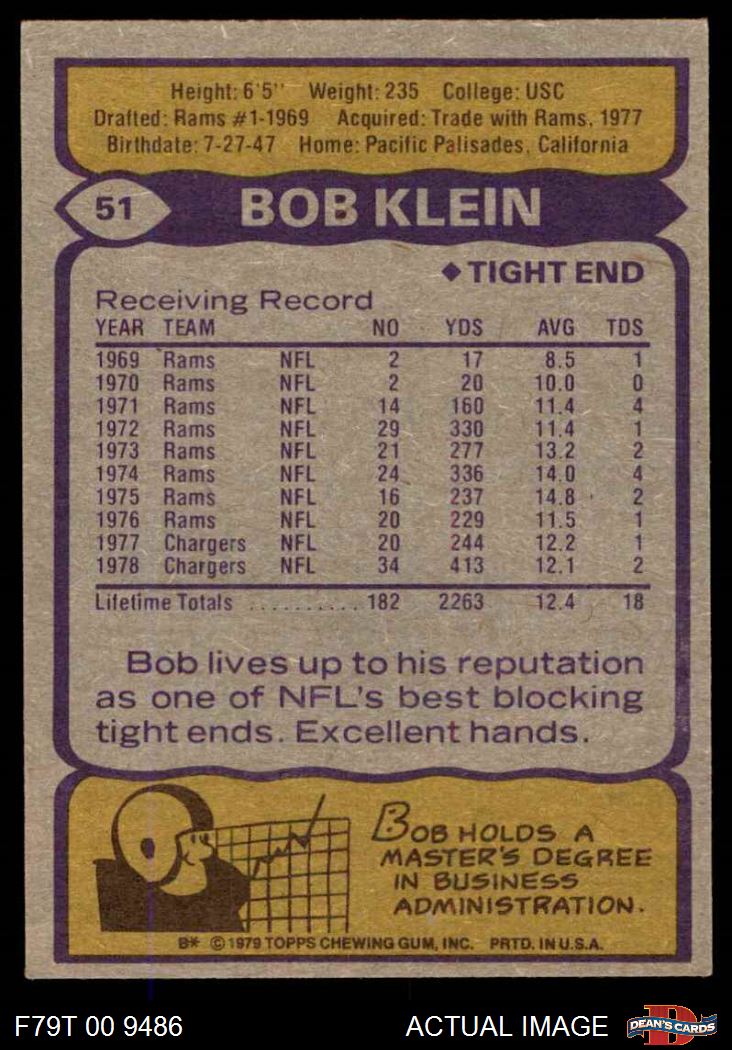 Height: 6'5" Weight: 235 College: USC
Drafted: Rams #1-1969 Acquired: Trade with Rams, 1977
Birthdate: 7-27-47 Home: Pacific Palisades, California
51 BOB KLEIN
◆TIGHT END
Receiving Record
YEAR TEAM NO YDS AVG TDS
1969 Rams NFL 2 17 8.5 1
1970 Rams NFL 2 20 10.0 0
1971 Rams NFL 14 160 11.4 4
1972 Rams NFL 29 330 11.4 1
1973 Rams NFL 21 277 13.2 2
1974 Rams NFL 24 336 14.0 4
1975 Rams NFL 16 237 14.8 2
1976 Rams NFL 20 229 11.5 1
1977 Chargers NFL 20 244 12.2 1
1978 Chargers NFL 34 413 12.1 2
Lifetime Totals .......... 182 2263 12.4 18
Bob lives up to his reputation
as one of NFL's best blocking
tight ends. Excellent hands.
BOB HOLDS A
MASTER'S DEGREE
IN BUSINESS
ADMINISTRATION.
B* © 1979 TOPPS CHEWING GUM, INC. PRTD. IN U.S.A.
F79T 00 9486 ACTUAL IMAGE D DEAN'S CARDS